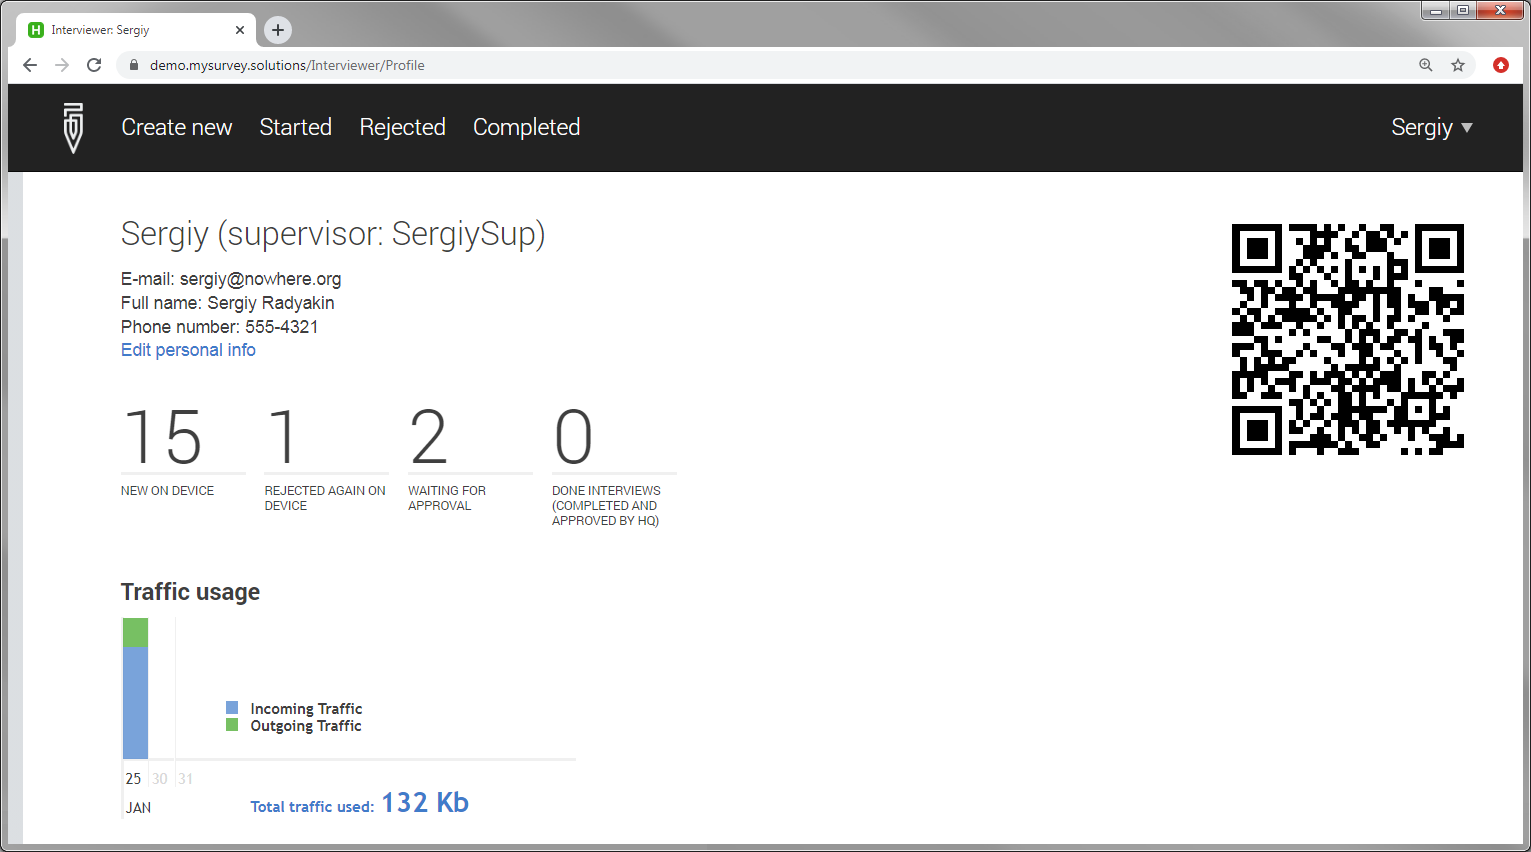 H Interviewer: Sergiy
demo.mysurvey.solutions/Interviewer/Profile
Create new Started Rejected Completed Sergiy
Sergiy (supervisor: SergiySup)
E-mail: sergiy@nowhere.org
Full name: Sergiy Radyakin
Phone number: 555-4321
Edit personal info
15 1 2 0
NEW ON DEVICE
REJECTED AGAIN ON
DEVICE
WAITING FOR
APPROVAL
DONE INTERVIEWS
(COMPLETED AND
APPROVED BY HQ)
Traffic usage
Incoming Traffic
Outgoing Traffic
25 30 31
JAN
Total traffic used: 132 Kb